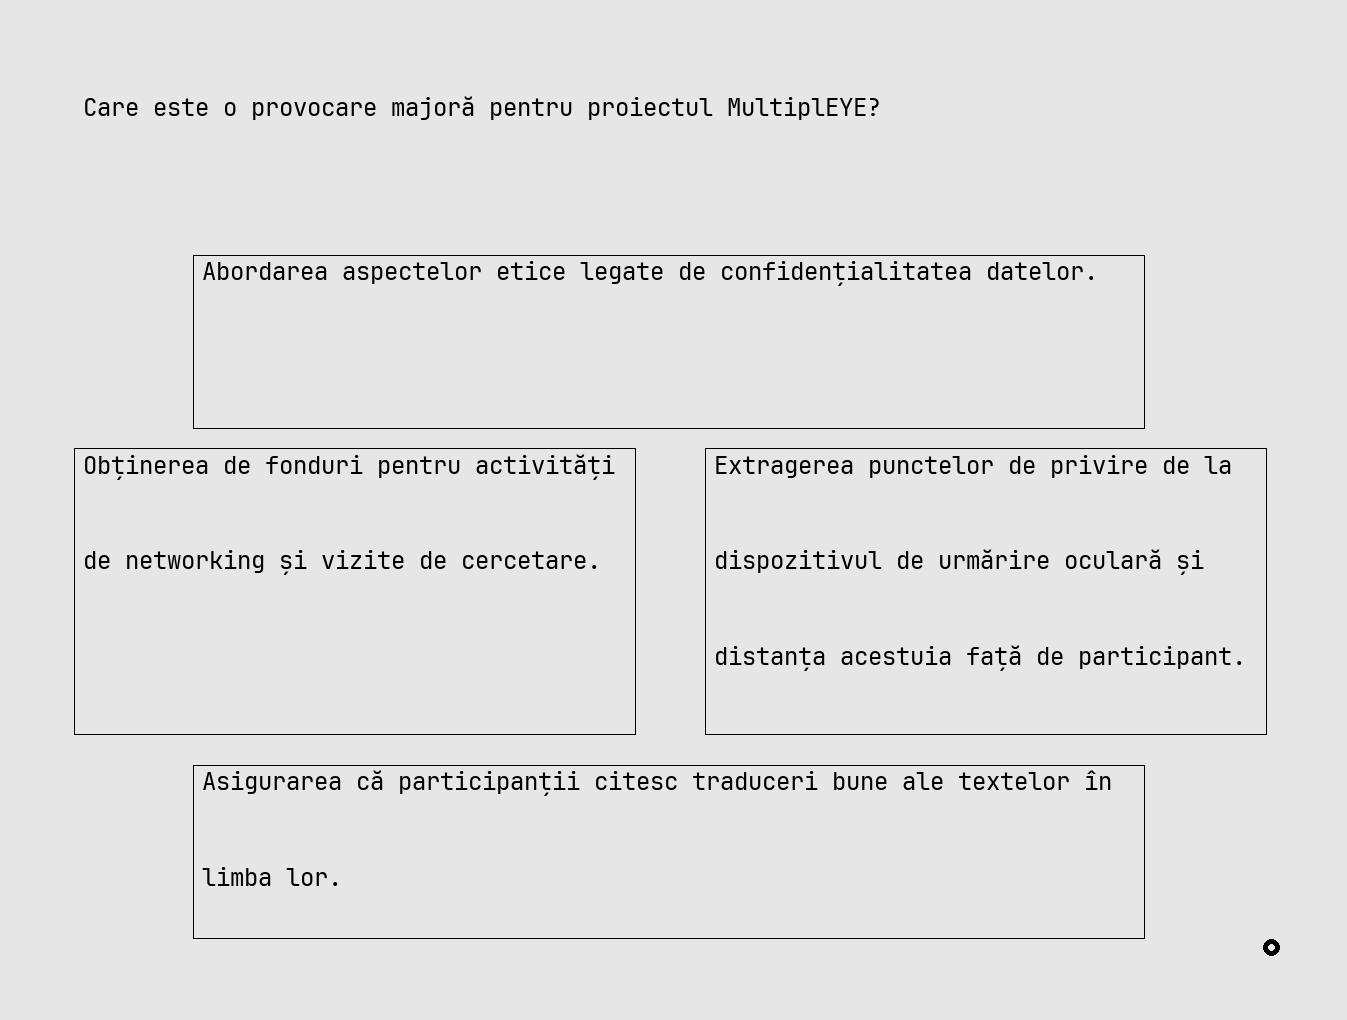 Care este o provocare majoră pentru proiectul MultiplEYE?
Abordarea aspectelor etice legate de confidențialitatea datelor.
Obținerea de fonduri pentru activități
de networking și vizite de cercetare.
Extragerea punctelor de privire de la
dispozitivul de urmărire oculară și
distanța acestuia față de participant.
Asigurarea că participanții citesc traduceri bune ale textelor în
limba lor.